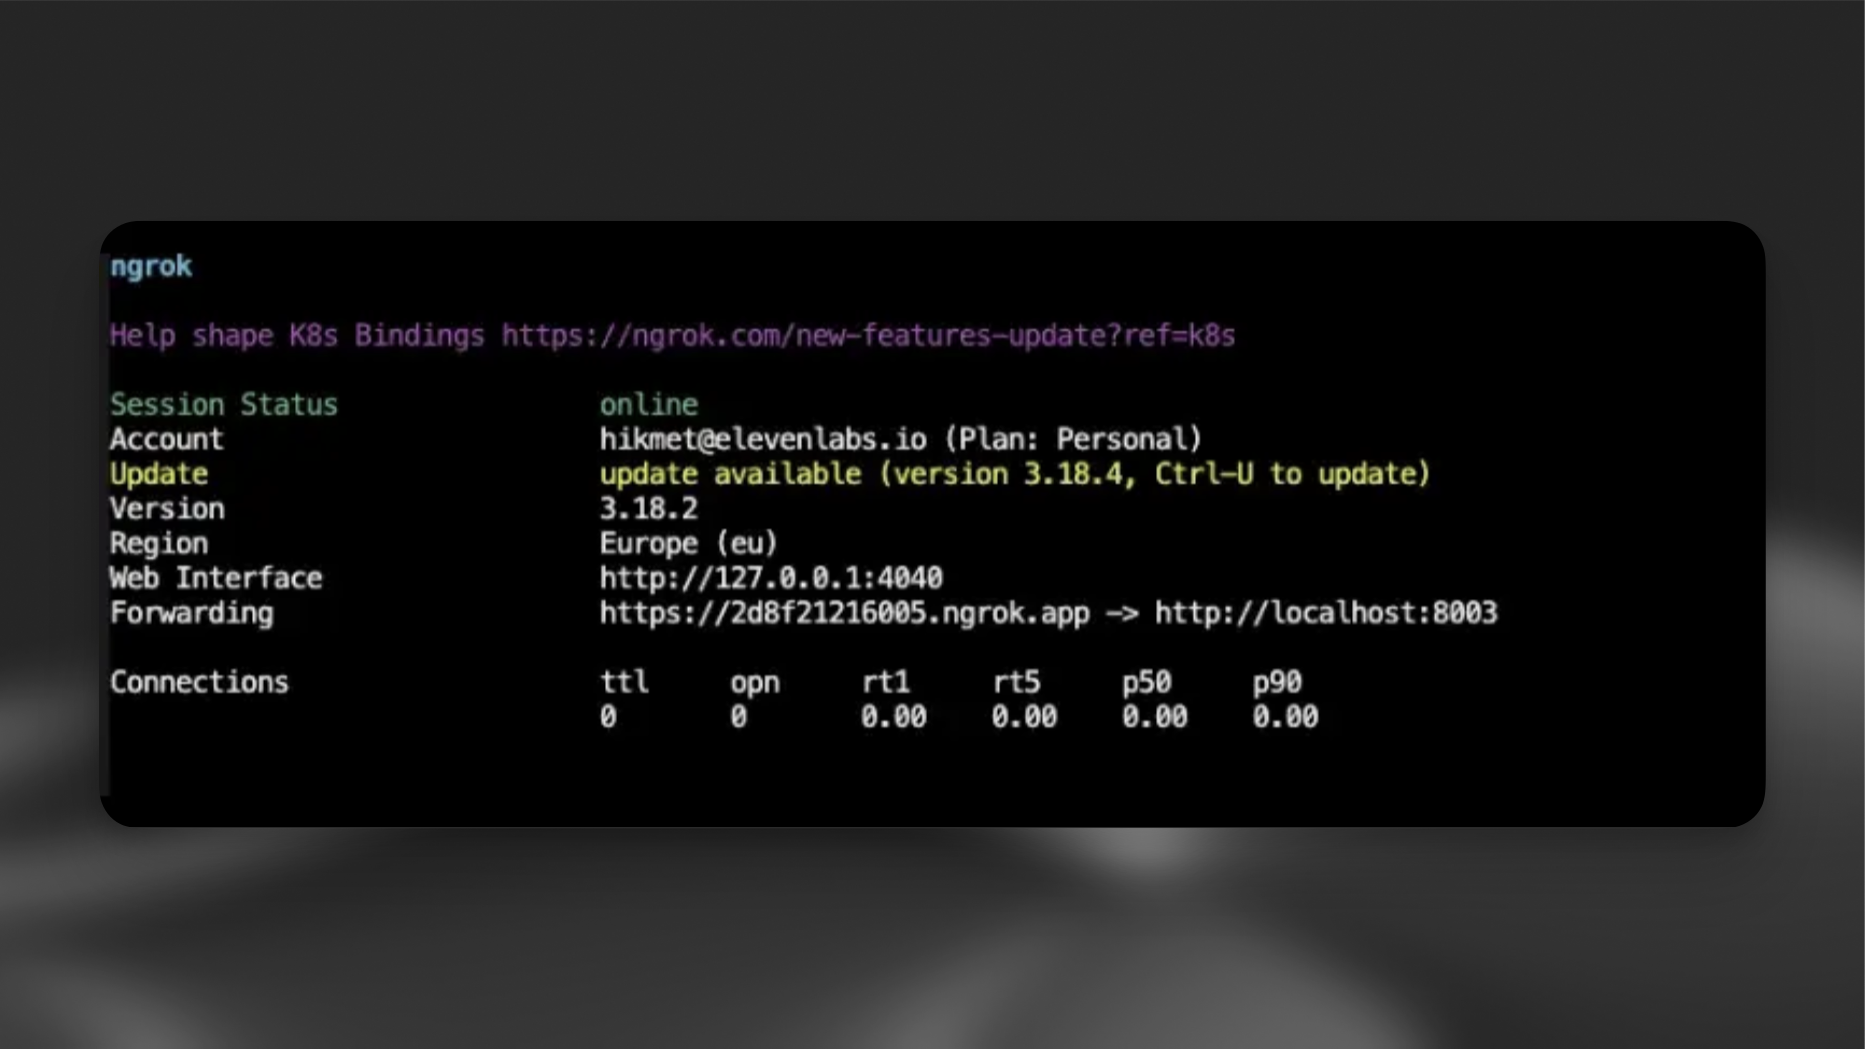 ngrok
Help shape K8s Bindings https://ngrok.com/new-features-update?ref=k8s
Session Status online
Account hikmet@elevenlabs.io (Plan: Personal)
Update update available (version 3.18.4, Ctrl-U to update)
Version 3.18.2
Region Europe (eu)
Web Interface http://127.0.0.1:4040
Forwarding https://2d8f21216005.ngrok.app -> http://localhost:8003
Connections ttl opn rt1 rt5 p50 p90
0 0 0.00 0.00 0.00 0.00